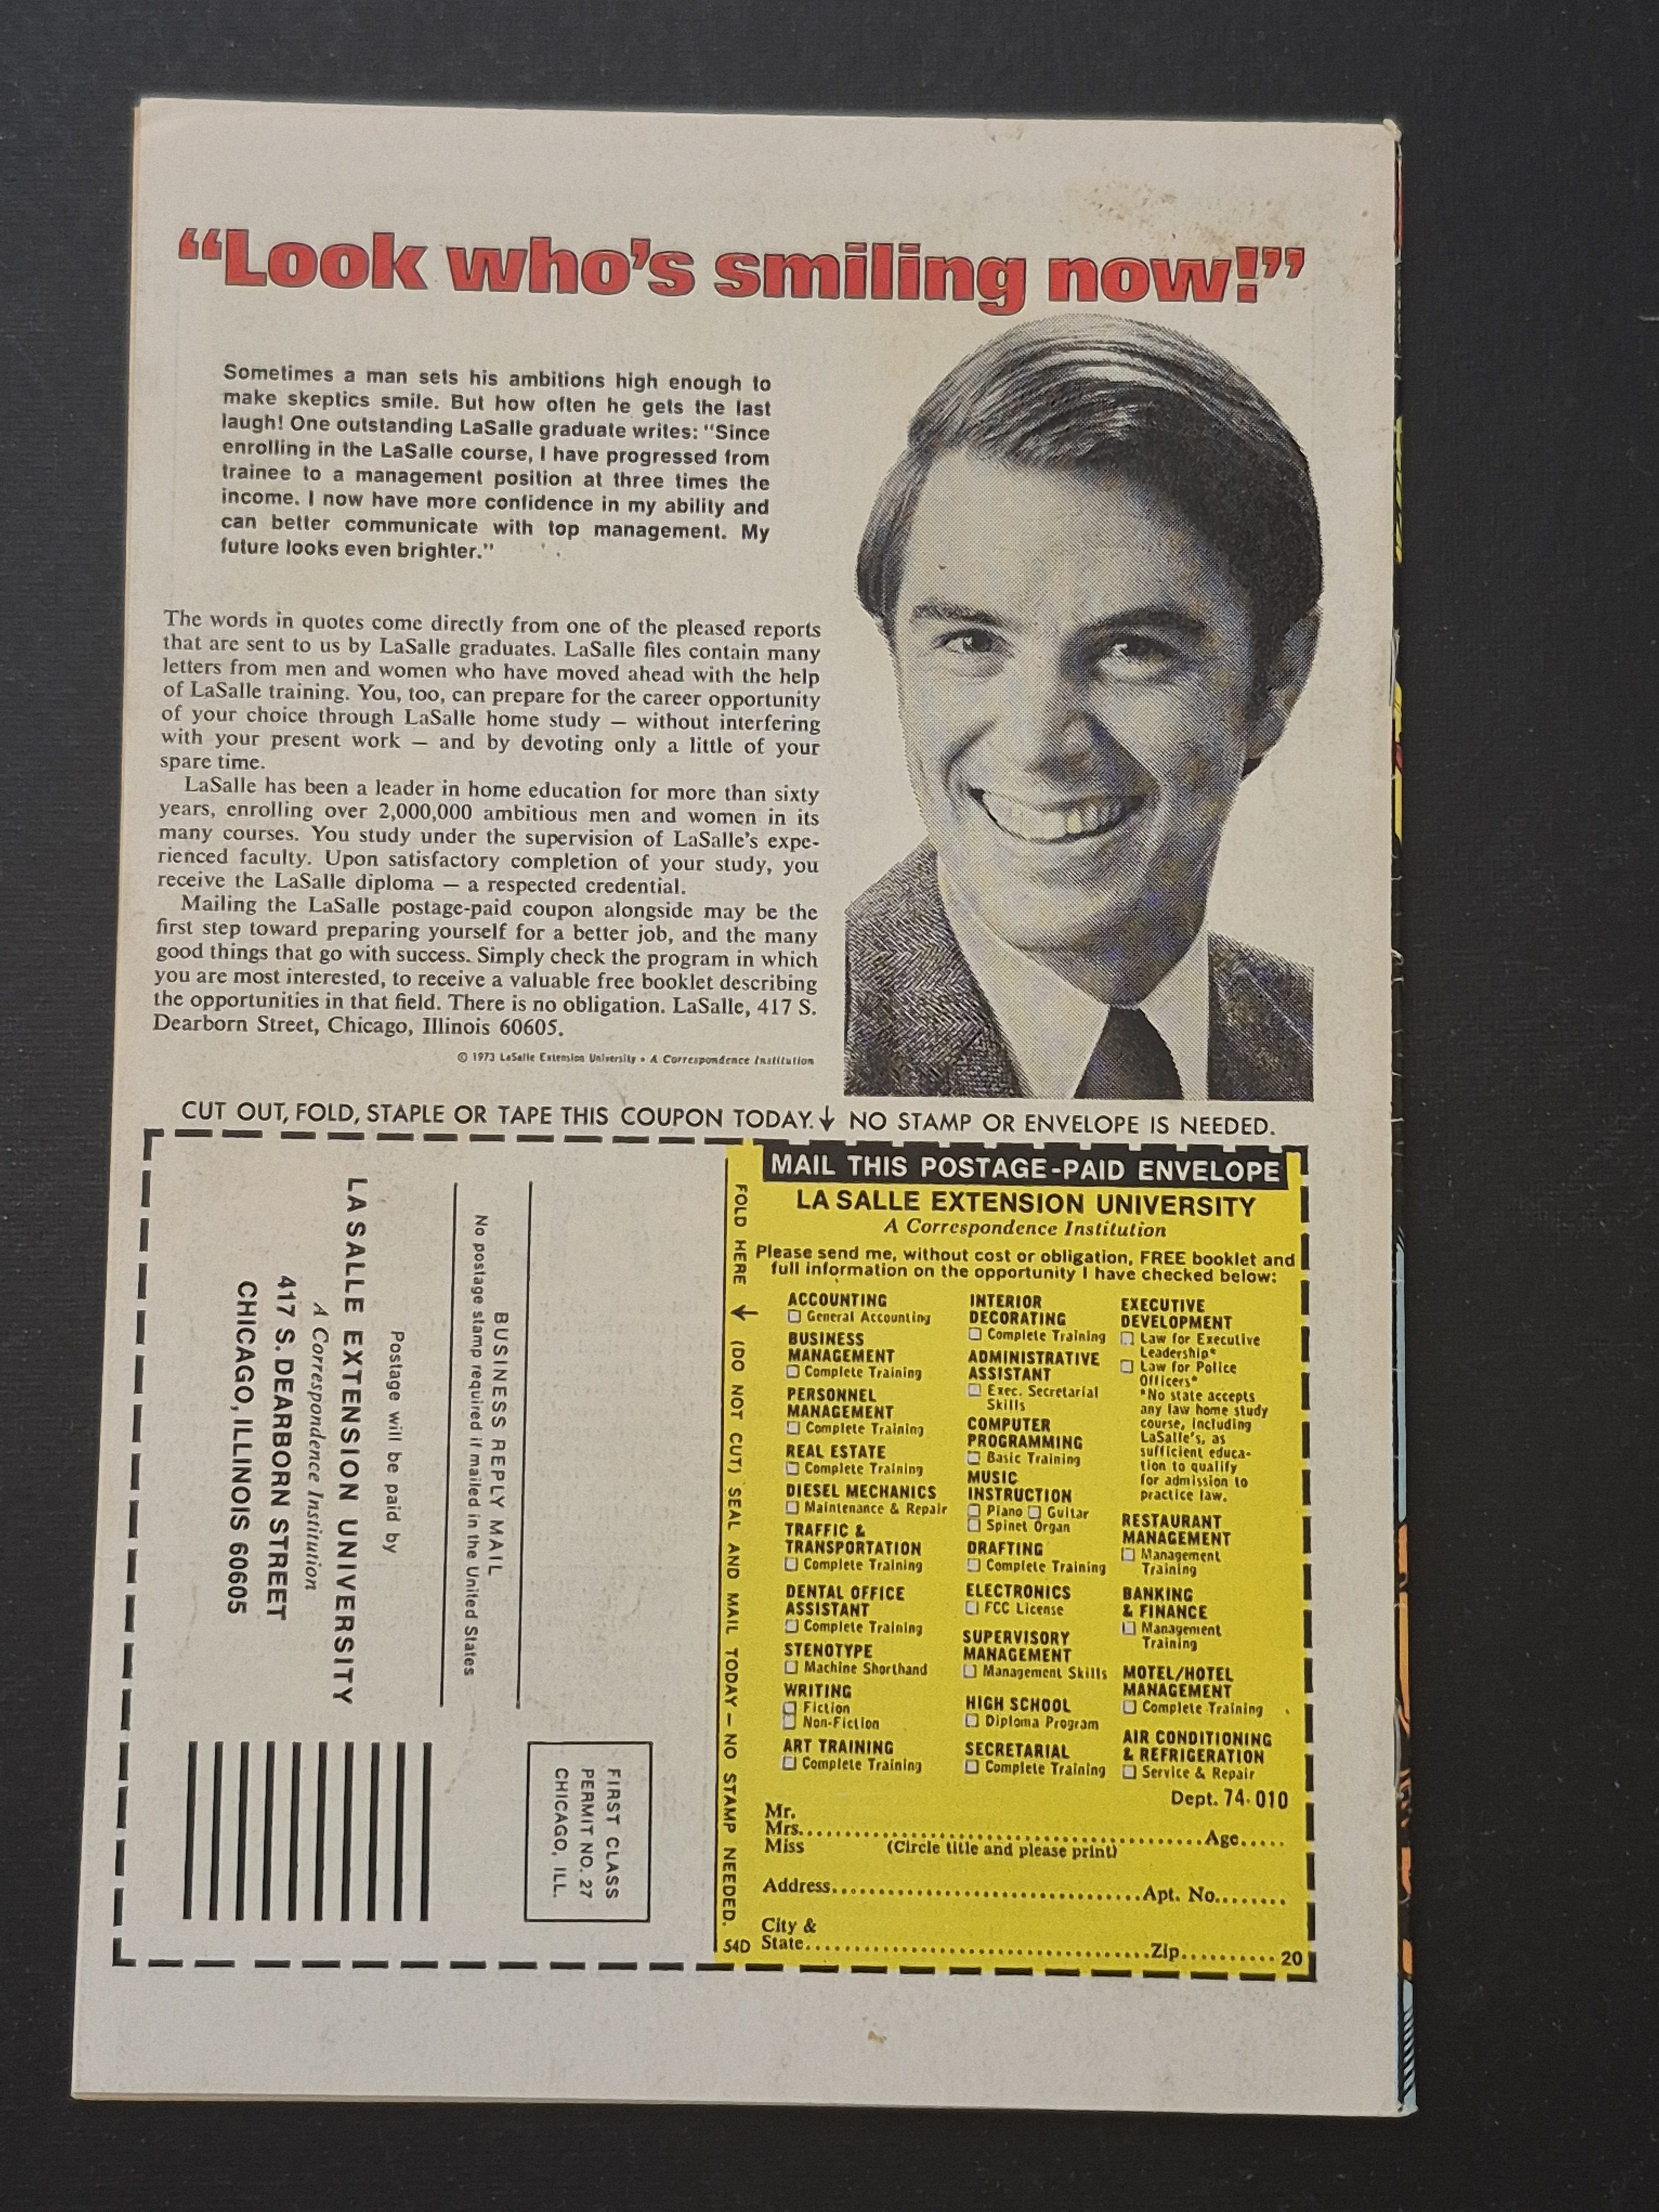 “Look who’s smiling now!”
Sometimes a man sets his ambitions high enough to
make skeptics smile. But how often he gets the last
laugh! One outstanding LaSalle graduate writes: “Since
enrolling in the LaSalle course, I have progressed from
trainee to a management position at three times the
income. I now have more confidence in my ability and
can better communicate with top management. My
future looks even brighter.”
The words in quotes come directly from one of the pleased reports
that are sent to us by LaSalle graduates. LaSalle files contain many
letters from men and women who have moved ahead with the help
of LaSalle training. You, too, can prepare for the career opportunity
of your choice through LaSalle home study — without interfering
with your present work — and by devoting only a little of your
spare time.
LaSalle has been a leader in home education for more than sixty
years, enrolling over 2,000,000 ambitious men and women in its
many courses. You study under the supervision of LaSalle’s expe-
rienced faculty. Upon satisfactory completion of your study, you
receive the LaSalle diploma — a respected credential.
Mailing the LaSalle postage-paid coupon alongside may be the
first step toward preparing yourself for a better job, and the many
good things that go with success. Simply check the program in which
you are most interested, to receive a valuable free booklet describing
the opportunities in that field. There is no obligation. LaSalle, 417 S.
Dearborn Street, Chicago, Illinois 60605.
© 1973 LaSalle Extension University • A Correspondence Institution
CUT OUT, FOLD, STAPLE OR TAPE THIS COUPON TODAY.↓ NO STAMP OR ENVELOPE IS NEEDED.
FIRST CLASS
PERMIT NO. 27
CHICAGO, ILL.
BUSINESS REPLY MAIL
No postage stamp required if mailed in the United States
Postage will be paid by
LA SALLE EXTENSION UNIVERSITY
A Correspondence Institution
417 S. DEARBORN STREET
CHICAGO, ILLINOIS 60605
FOLD HERE ↓ (DO NOT CUT) SEAL AND MAIL TODAY — NO STAMP NEEDED.
54D
MAIL THIS POSTAGE-PAID ENVELOPE
LA SALLE EXTENSION UNIVERSITY
A Correspondence Institution
Please send me, without cost or obligation, FREE booklet and
full information on the opportunity I have checked below:
ACCOUNTING
☐ General Accounting
BUSINESS
MANAGEMENT
☐ Complete Training
PERSONNEL
MANAGEMENT
☐ Complete Training
REAL ESTATE
☐ Complete Training
DIESEL MECHANICS
☐ Maintenance & Repair
TRAFFIC &
TRANSPORTATION
☐ Complete Training
DENTAL OFFICE
ASSISTANT
☐ Complete Training
STENOTYPE
☐ Machine Shorthand
WRITING
☐ Fiction
☐ Non-Fiction
ART TRAINING
☐ Complete Training
INTERIOR
DECORATING
☐ Complete Training
ADMINISTRATIVE
ASSISTANT
☐ Exec. Secretarial
Skills
COMPUTER
PROGRAMMING
☐ Basic Training
MUSIC
INSTRUCTION
☐ Piano ☐ Guitar
☐ Spinet Organ
DRAFTING
☐ Complete Training
ELECTRONICS
☐ FCC License
SUPERVISORY
MANAGEMENT
☐ Management Skills
HIGH SCHOOL
☐ Diploma Program
SECRETARIAL
☐ Complete Training
EXECUTIVE
DEVELOPMENT
☐ Law for Executive
Leadership*
☐ Law for Police
Officers*
*No state accepts
any law home study
course, including
LaSalle's, as
sufficient educa-
tion to qualify
for admission to
practice law.
RESTAURANT
MANAGEMENT
☐ Management
Training
BANKING
& FINANCE
☐ Management
Training
MOTEL/HOTEL
MANAGEMENT
☐ Complete Training
AIR CONDITIONING
& REFRIGERATION
☐ Service & Repair
Dept. 74-010
Mr.
Mrs..........................................Age.....
Miss (Circle title and please print)
Address..............................Apt. No........
City &
State..................................Zip.......... 20